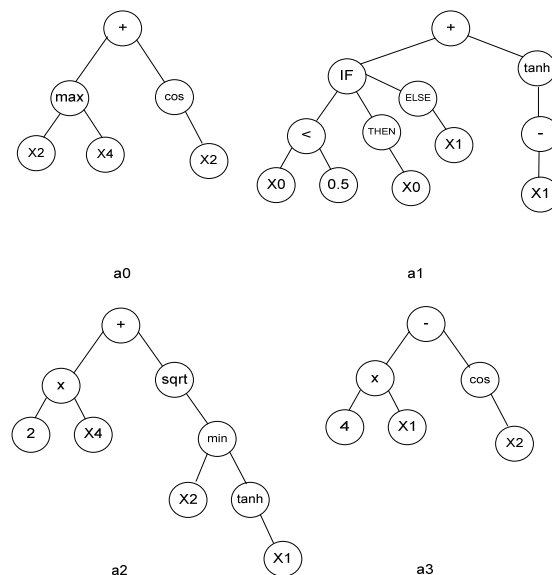 + +
IF tanh
max cos ELSE
< THEN -
X2 X4 X2 X1
X0 0.5 X0 X1
a0 a1
+ -
x sqrt x cos
2 X4 min 4 X1 X2
X2 tanh
X1
a2 a3